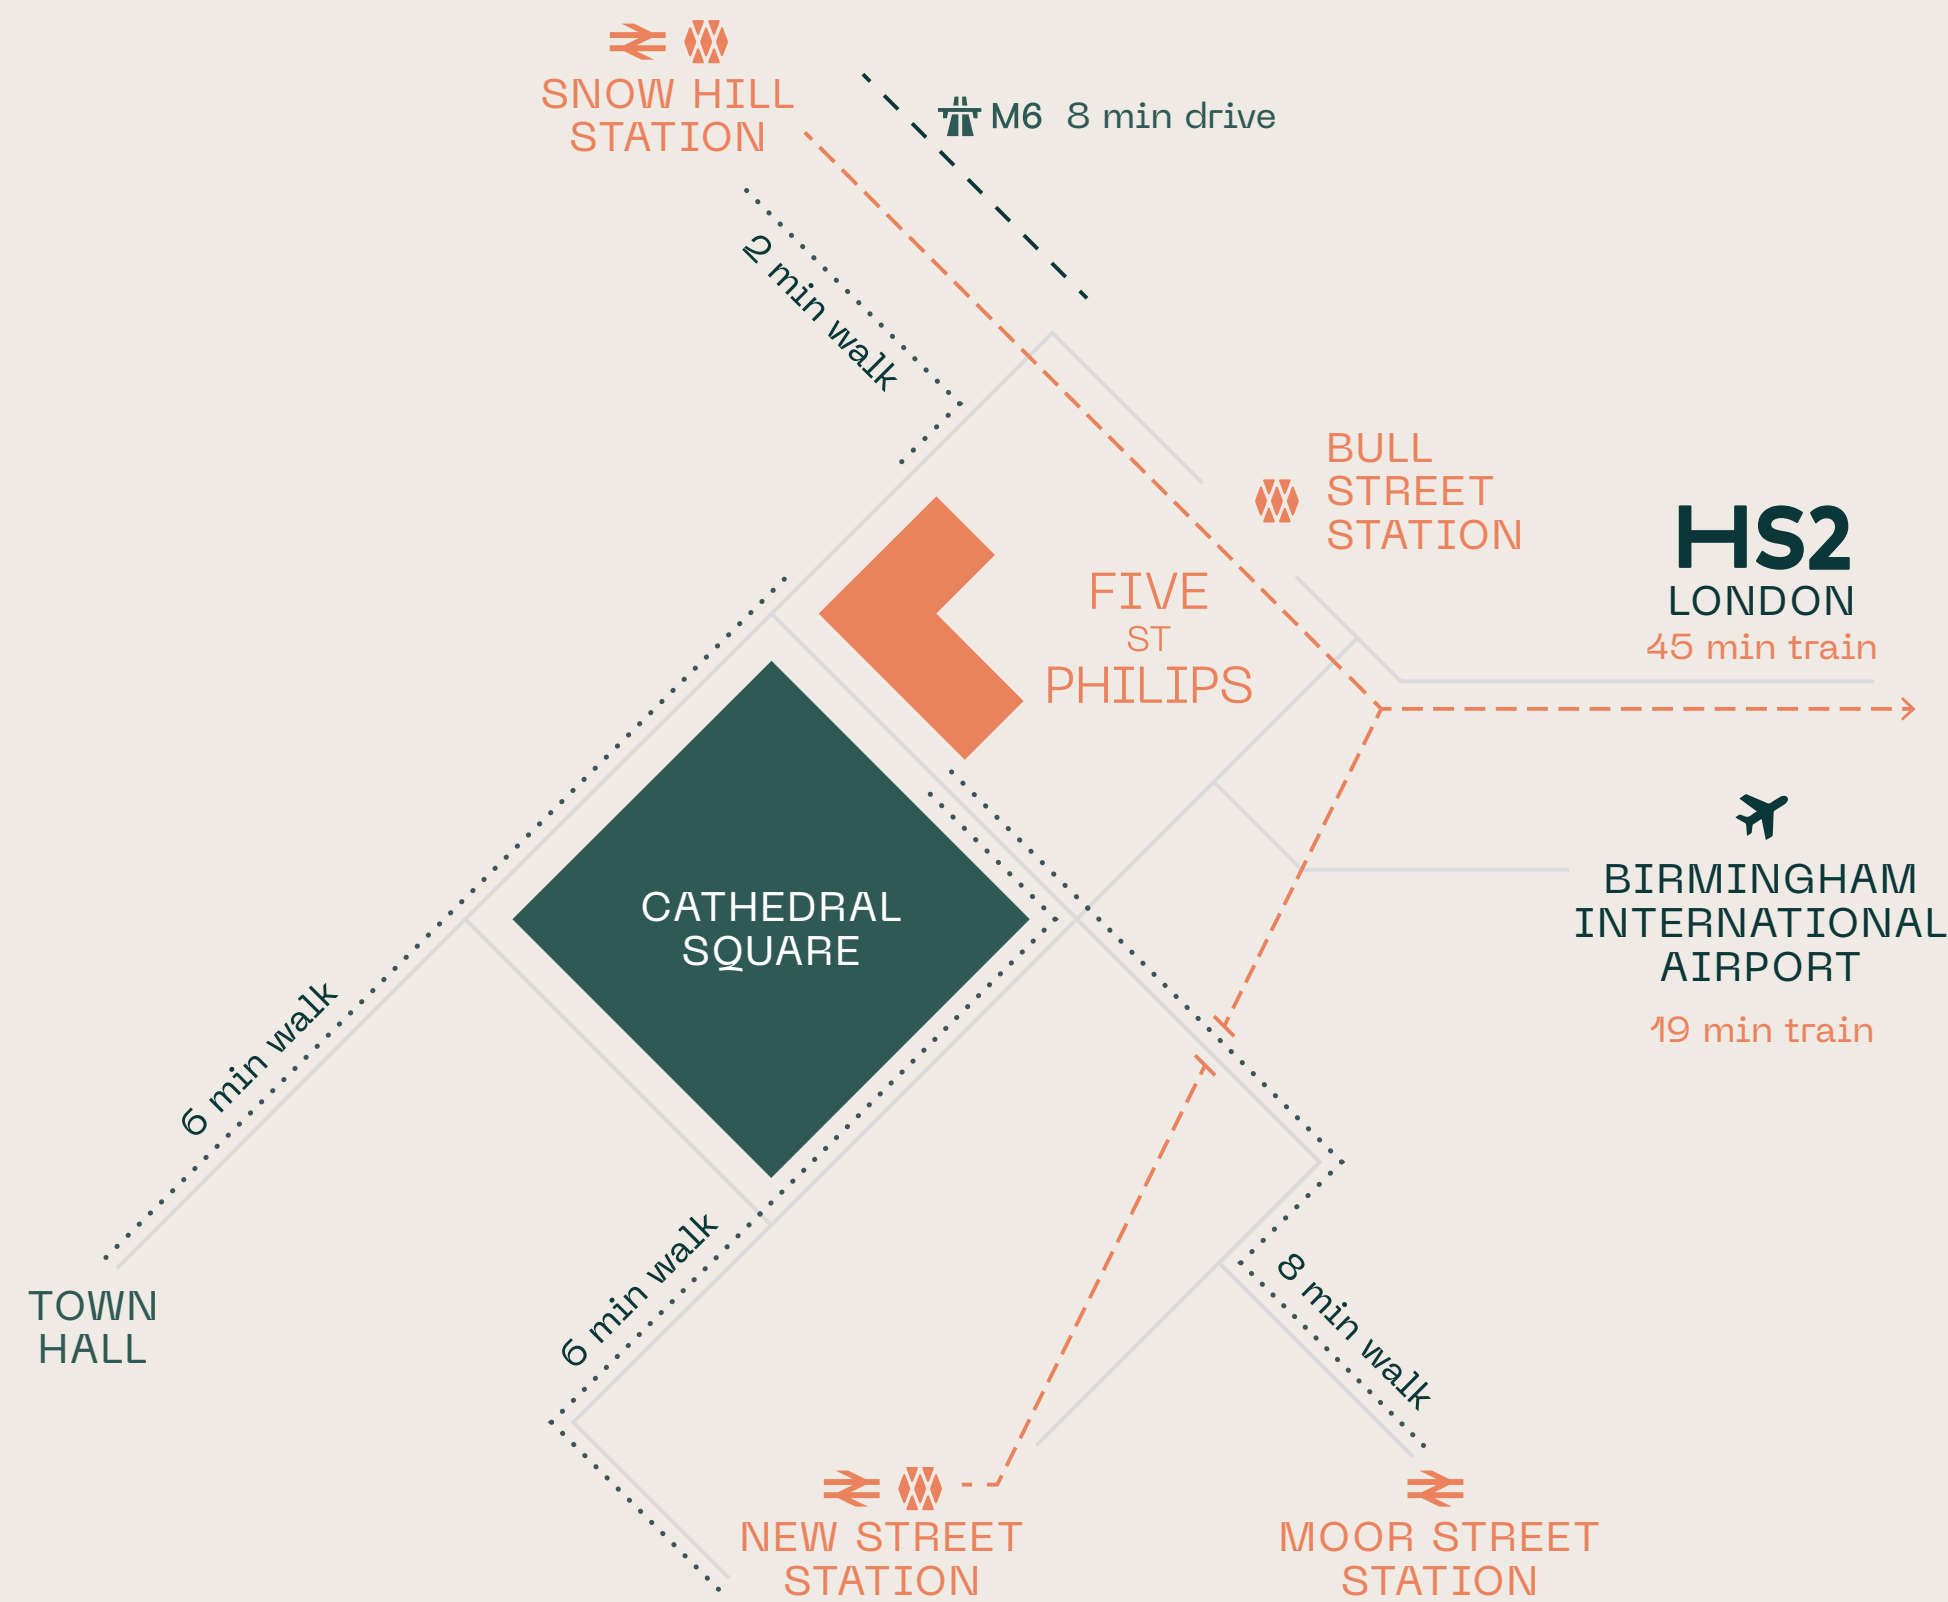 SNOW HILL
STATION
M6 8 min drive
2 min walk
BULL
STREET
STATION
HS2
LONDON
45 min train
FIVE
ST
PHILIPS
BIRMINGHAM
INTERNATIONAL
AIRPORT
19 min train
CATHEDRAL
SQUARE
6 min walk
6 min walk
8 min walk
TOWN
HALL
NEW STREET
STATION
MOOR STREET
STATION